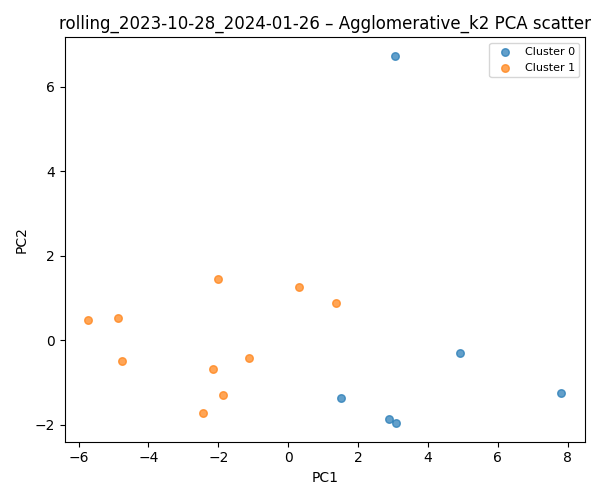 rolling_2023-10-28_2024-01-26 – Agglomerative_k2 PCA scatter
Cluster 0
Cluster 1
PC2
6
4
2
0
−2
−6 −4 −2 0 2 4 6 8
PC1